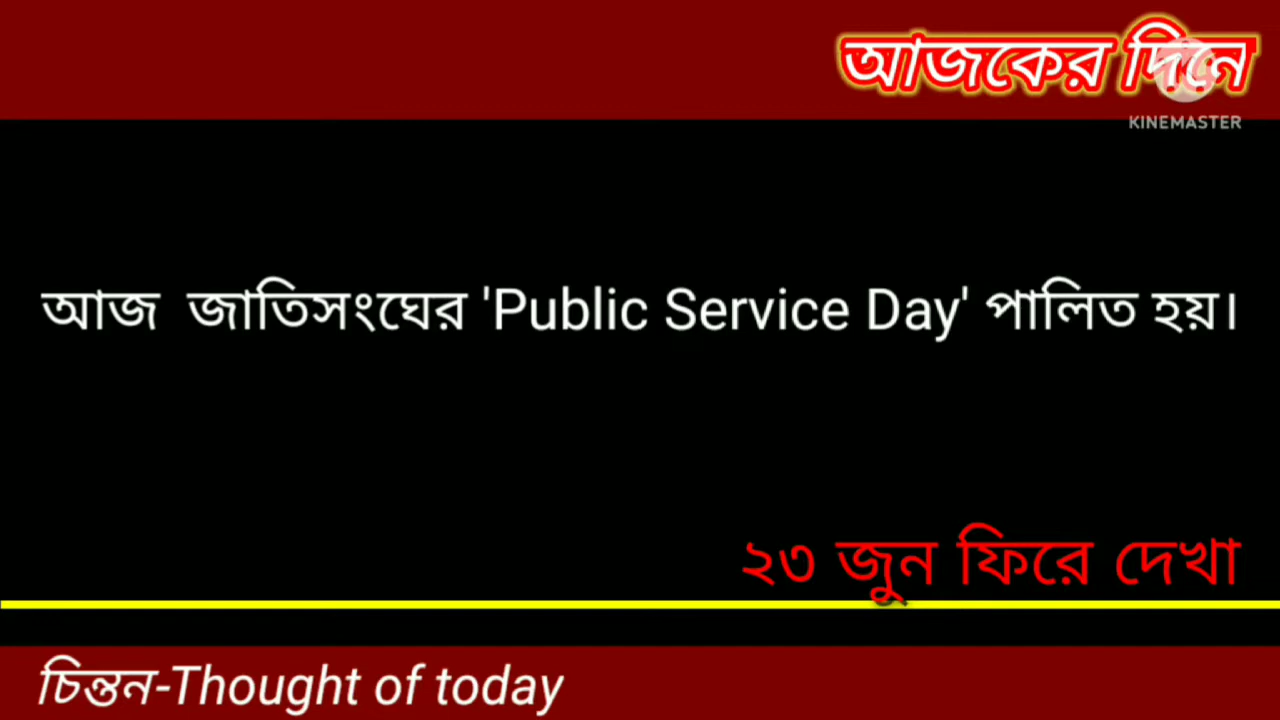 আজকের দিনে
KINEMASTER
আজ জাতিসংঘের 'Public Service Day' পালিত হয়।
২৩ জুন ফিরে দেখা
চিন্তন-Thought of today